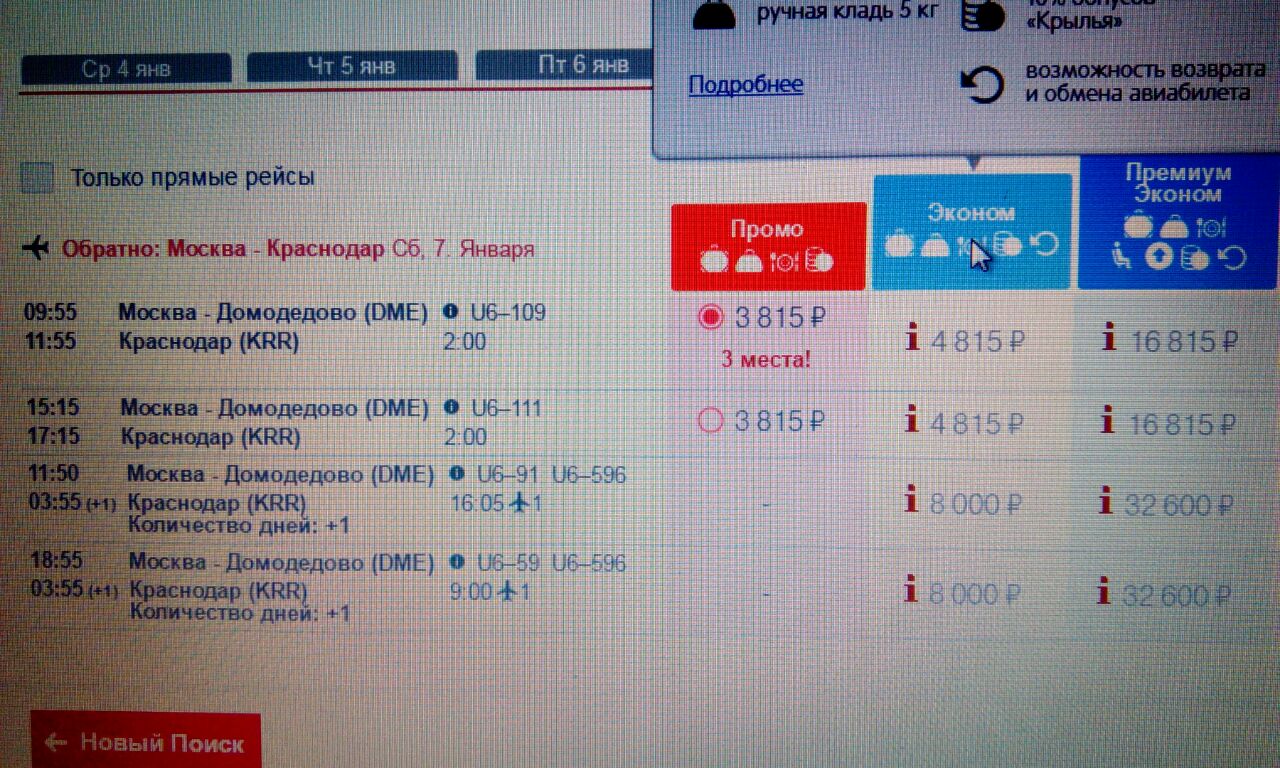 ручная кладь 5 кг
«Крылья»
Ср 4 янв
Чт 5 янв
Пт 6 янв
Подробнее
возможность возврата
и обмена авиабилета
Только прямые рейсы
Обратно: Москва - Краснодар Сб, 7. Января
Промо
Эконом
Премиум
Эконом
09:55 Москва - Домодедово (DME) U6–109
11:55 Краснодар (KRR) 2:00
3 815 ₽
3 места!
4 815 ₽
16 815 ₽
15:15 Москва - Домодедово (DME) U6–111
17:15 Краснодар (KRR) 2:00
3 815 ₽
4 815 ₽
16 815 ₽
11:50 Москва - Домодедово (DME) U6–91 U6–596
03:55 (+1) Краснодар (KRR) 16:05 1
Количество дней: +1
-
8 000 ₽
32 600 ₽
18:55 Москва - Домодедово (DME) U6–59 U6–596
03:55 (+1) Краснодар (KRR) 9:00 1
Количество дней: +1
-
8 000 ₽
32 600 ₽
Новый Поиск